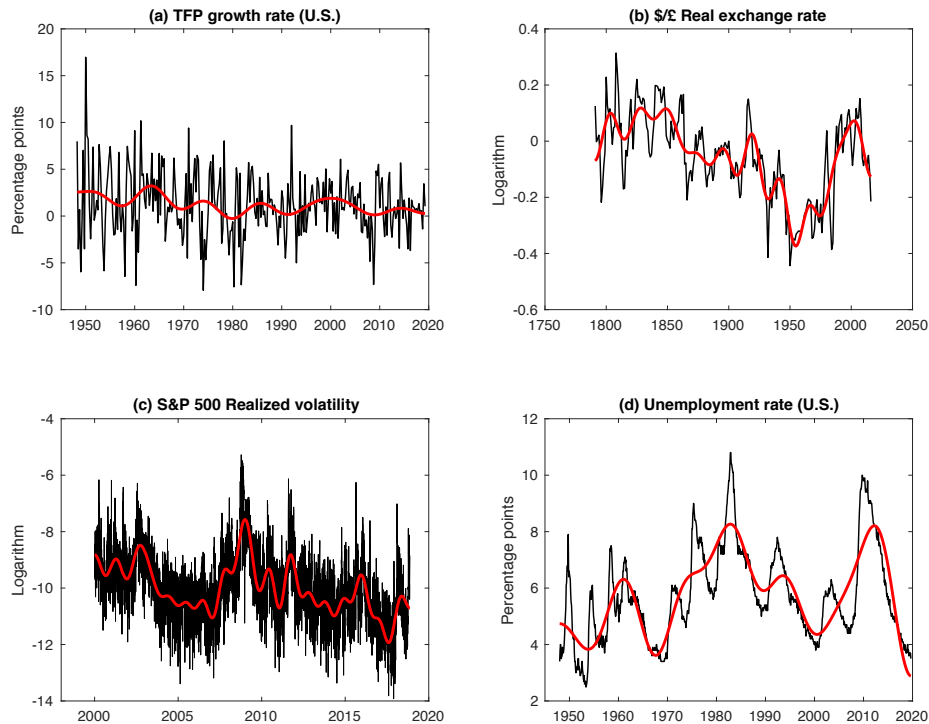 (a) TFP growth rate (U.S.)
20
15
10
5
0
-5
-10
Percentage points
1950 1960 1970 1980 1990 2000 2010 2020
(b) $/£ Real exchange rate
0.4
0.2
0
-0.2
-0.4
-0.6
Logarithm
1750 1800 1850 1900 1950 2000 2050
(c) S&P 500 Realized volatility
-4
-6
-8
-10
-12
-14
Logarithm
2000 2005 2010 2015 2020
(d) Unemployment rate (U.S.)
12
10
8
6
4
2
Percentage points
1950 1960 1970 1980 1990 2000 2010 2020